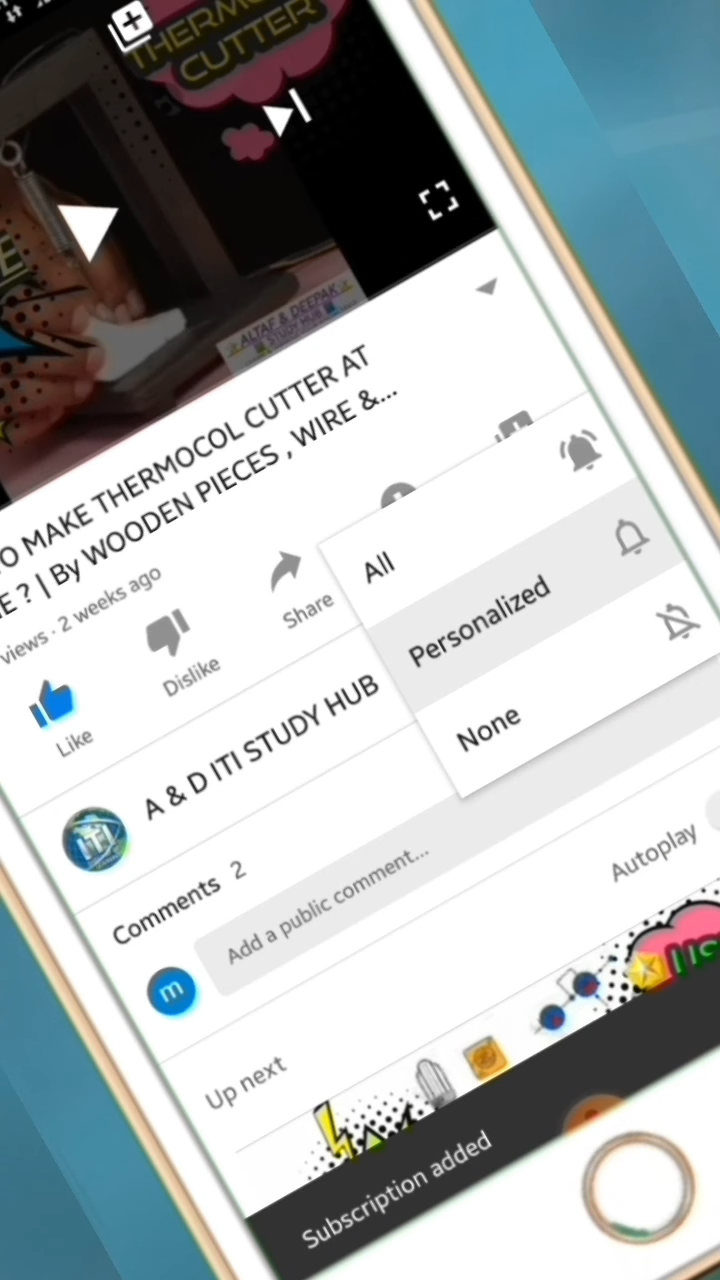 THERMO
CUTTER
ALTAF & DEEPAK
STUDY HUB
O MAKE THERMOCOL CUTTER AT
E ? | By WOODEN PIECES , WIRE &...
views · 2 weeks ago
Like
Dislike
Share
All
Personalized
None
A & D ITI STUDY HUB
ITI
Comments 2
m
Add a public comment...
Autoplay
Up next
Subscription added